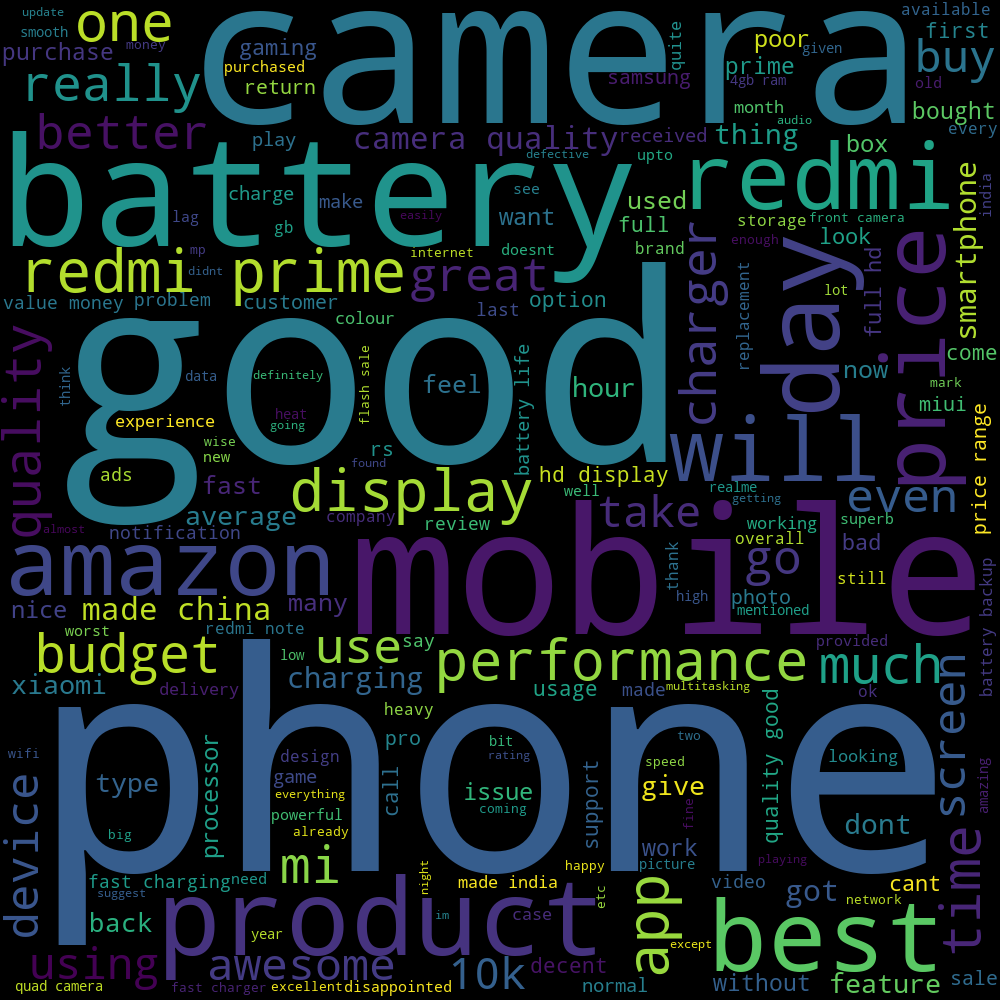 update
smooth
one
money
camera
available
first
purchase
gaming
purchased
return
quite
poor
given
prime
4gb ram
samsung
buy
old
really
better
play
camera quality
received
month
audio
thing
box
bought
every
battery
defective
upto
redmi
charge
make
see
want
used
full
storage
front camera
smartphone
india
lag
gb
easily
brand
enough
look
mp
didnt
internet
doesnt
redmi prime
great
option
charger
replacement
day
full hd
price
lot
value money
problem
customer
last
colour
good
quality
think
data
definitely
flash sale
feel
battery life
hour
now
come
mark
miui
experience
heat
going
wise
new
rs
found
will
price range
ads
fast
display
hd display
well
realme
getting
even
average
company
review
take
working
superb
almost
notification
overall
amazon
mobile
thank
go
bad
still
nice
made china
many
high
photo
mentioned
battery backup
worst
redmi note
budget
use
say
performance
provided
much
low
xiaomi
delivery
charging
usage
made
multitasking
ok
screen
phone
heavy
pro
quality good
wifi
type
processor
design
game
everything
powerful
already
call
bit
rating
issue
coming
support
two
speed
give
fine
looking
amazing
device
big
dont
mi
work
picture
playing
fast charging
need
suggest
night
made india
happy
etc
video
got
cant
network
time
back
product
year
im
case
app
best
except
using
awesome
10k
decent
normal
without
feature
sale
quad camera
fast charger
excellent
disappointed